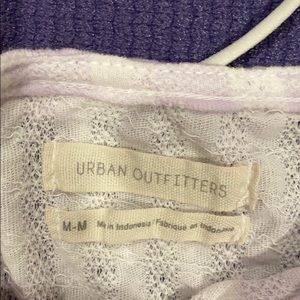 URBAN OUTFITTERS
M-M Made in Indonesia / Fabriqué en Indonésie